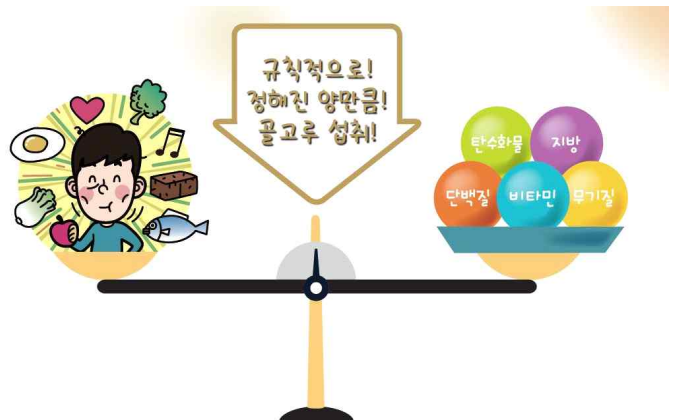 규칙적으로!
정해진 양만큼!
골고루 섭취!
탄수화물 지방
단백질 비타민 무기질